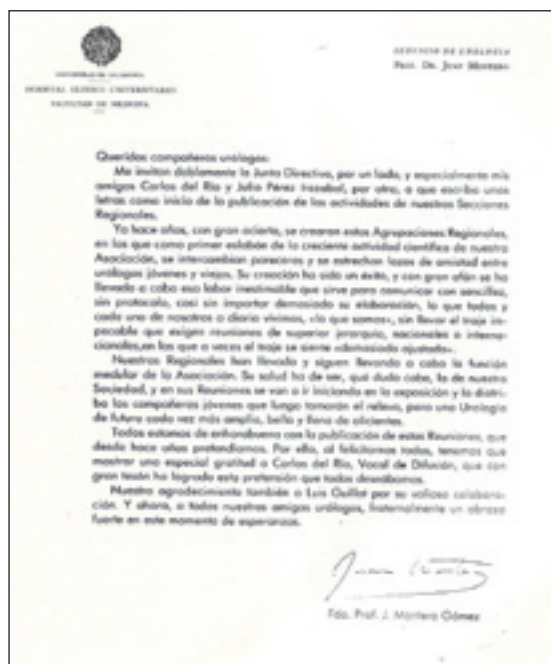 UNIVERSIDAD DE SALAMANCA
HOSPITAL CLINICO UNIVERSITARIO
FACULTAD DE MEDICINA
SERVICIO DE UROLOGIA
Prof. Dr. Juan Montero
Queridos compañeros urólogos:
Me invitan doblemente la Junta Directiva, por un lado, y especialmente mis
amigos Carlos del Río y Julio Pérez Irazabal, por otro, a que escriba unas
letras como inicio de la publicación de las actividades de nuestras Secciones
Regionales.
Ya hace años, con gran acierto, se crearon estas Agrupaciones Regionales,
en las que como primer eslabón de la creciente actividad científica de nuestra
Asociación, se intercambian pareceres y se estrechan lazos de amistad entre
urólogos jóvenes y viejos. Su creación ha sido un éxito, y con gran afán se ha
llevado a cabo esa labor inestimable que sirve para comunicar con sencillez,
sin protocolo, casi sin importar demasiado su elaboración, lo que todos y
cada uno de nosotros a diario vivimos, «lo que somos», sin llevar el traje im-
pecable que exigen reuniones de superior jerarquía, nacionales o interna-
cionales, en las que a veces el traje se siente «demasiado ajustado».
Nuestras Regionales han llevado y siguen llevando a cabo la función
medular de la Asociación. Su salud ha de ser, qué duda cabe, la de nuestra
Sociedad, y en sus Reuniones se van a ir iniciando en la exposición y la diatri-
ba los compañeros jóvenes que luego tomarán el relevo, para una Urología
de futuro cada vez más amplia, bella y llena de alicientes.
Todos estamos de enhorabuena con la publicación de estas Reuniones, que
desde hace años pretendíamos. Por ello, al felicitarnos todos, tenemos que
mostrar una especial gratitud a Carlos del Río, Vocal de Difusión, que con
gran tesón ha logrado esta pretensión que todos deseábamos.
Nuestro agradecimiento también a Luis Guillot por su valiosa colabora-
ción. Y ahora, a todos nuestros amigos urólogos, fraternalmente un abrazo
fuerte en este momento de esperanzas.
Fdo. Prof. J. Montero Gómez